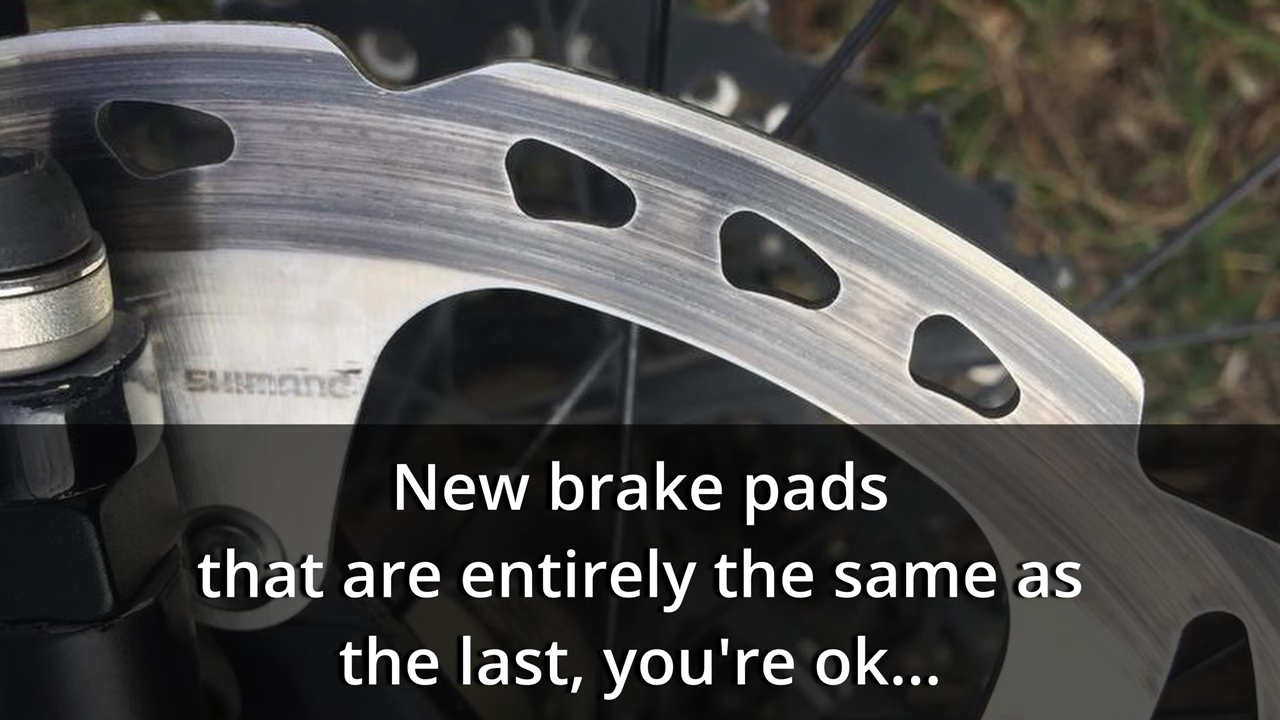 SHIMANO
New brake pads
that are entirely the same as
the last, you're ok...